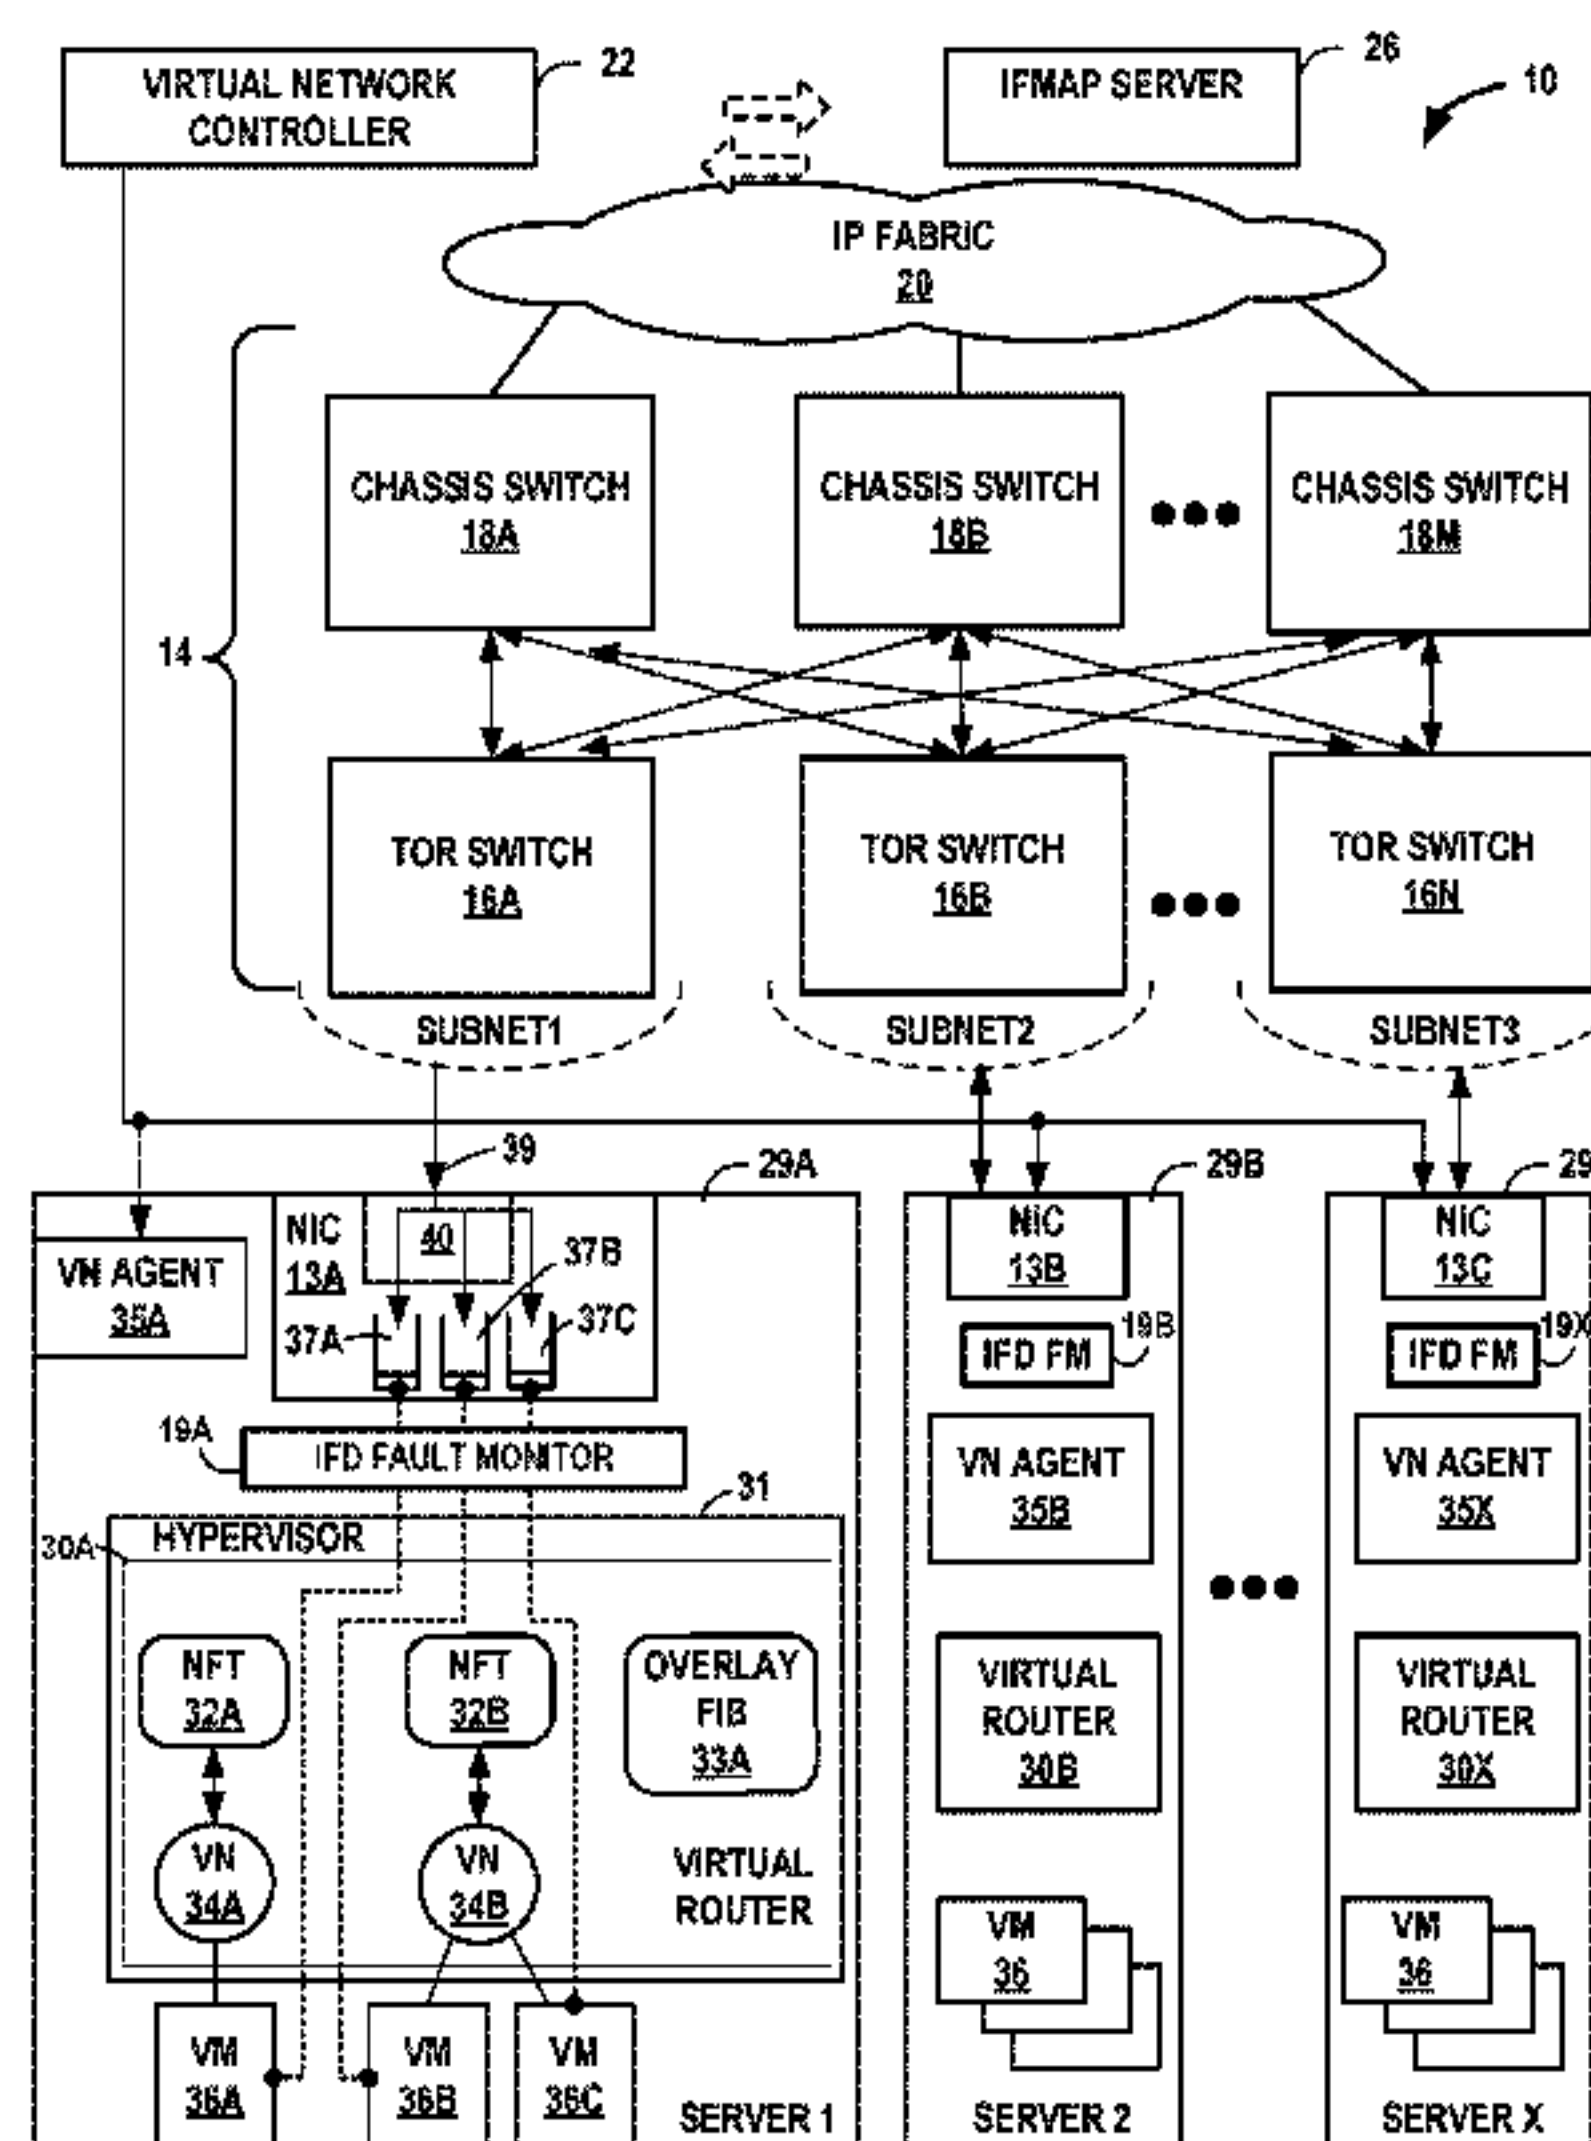 VIRTUAL NETWORK
CONTROLLER
22
IFMAP SERVER
26
10
IP FABRIC
20
14
CHASSIS SWITCH
18A
CHASSIS SWITCH
18B
CHASSIS SWITCH
18M
TOR SWITCH
16A
TOR SWITCH
16B
TOR SWITCH
16N
SUBNET1
SUBNET2
SUBNET3
39
29A
29B
29
VN AGENT
35A
NIC
13A
40
37A
37B
37C
19A
IFD FAULT MONITOR
31
30A
HYPERVISOR
NFT
32A
NFT
32B
OVERLAY
FIB
33A
VN
34A
VN
34B
VIRTUAL
ROUTER
VM
36A
VM
36B
VM
36C
SERVER 1
NIC
13B
IFD FM
19B
VN AGENT
35B
VIRTUAL
ROUTER
30B
VM
36
SERVER 2
NIC
13C
IFD FM
19X
VN AGENT
35X
VIRTUAL
ROUTER
30X
VM
36
SERVER X